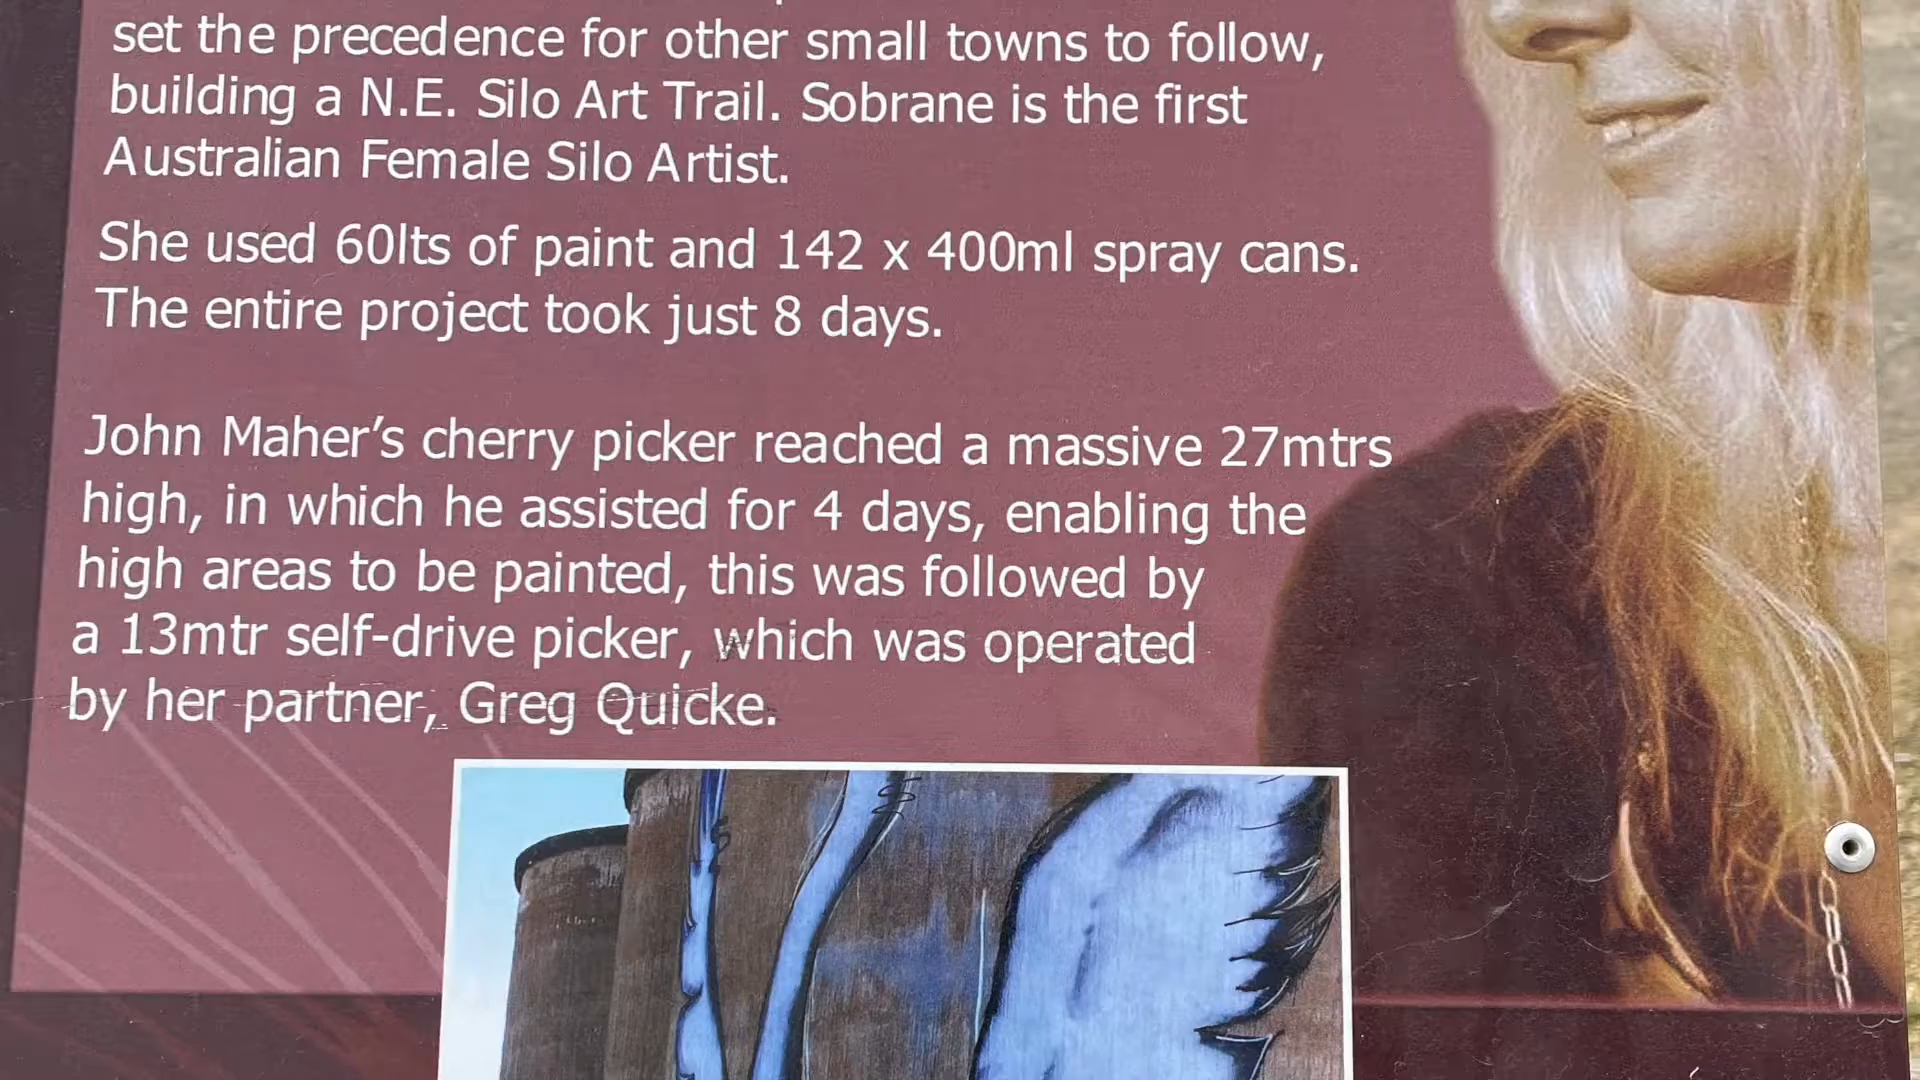 set the precedence for other small towns to follow,
building a N.E. Silo Art Trail. Sobrane is the first
Australian Female Silo Artist.
She used 60lts of paint and 142 x 400ml spray cans.
The entire project took just 8 days.
John Maher's cherry picker reached a massive 27mtrs
high, in which he assisted for 4 days, enabling the
high areas to be painted, this was followed by
a 13mtr self-drive picker, which was operated
by her partner, Greg Quicke.